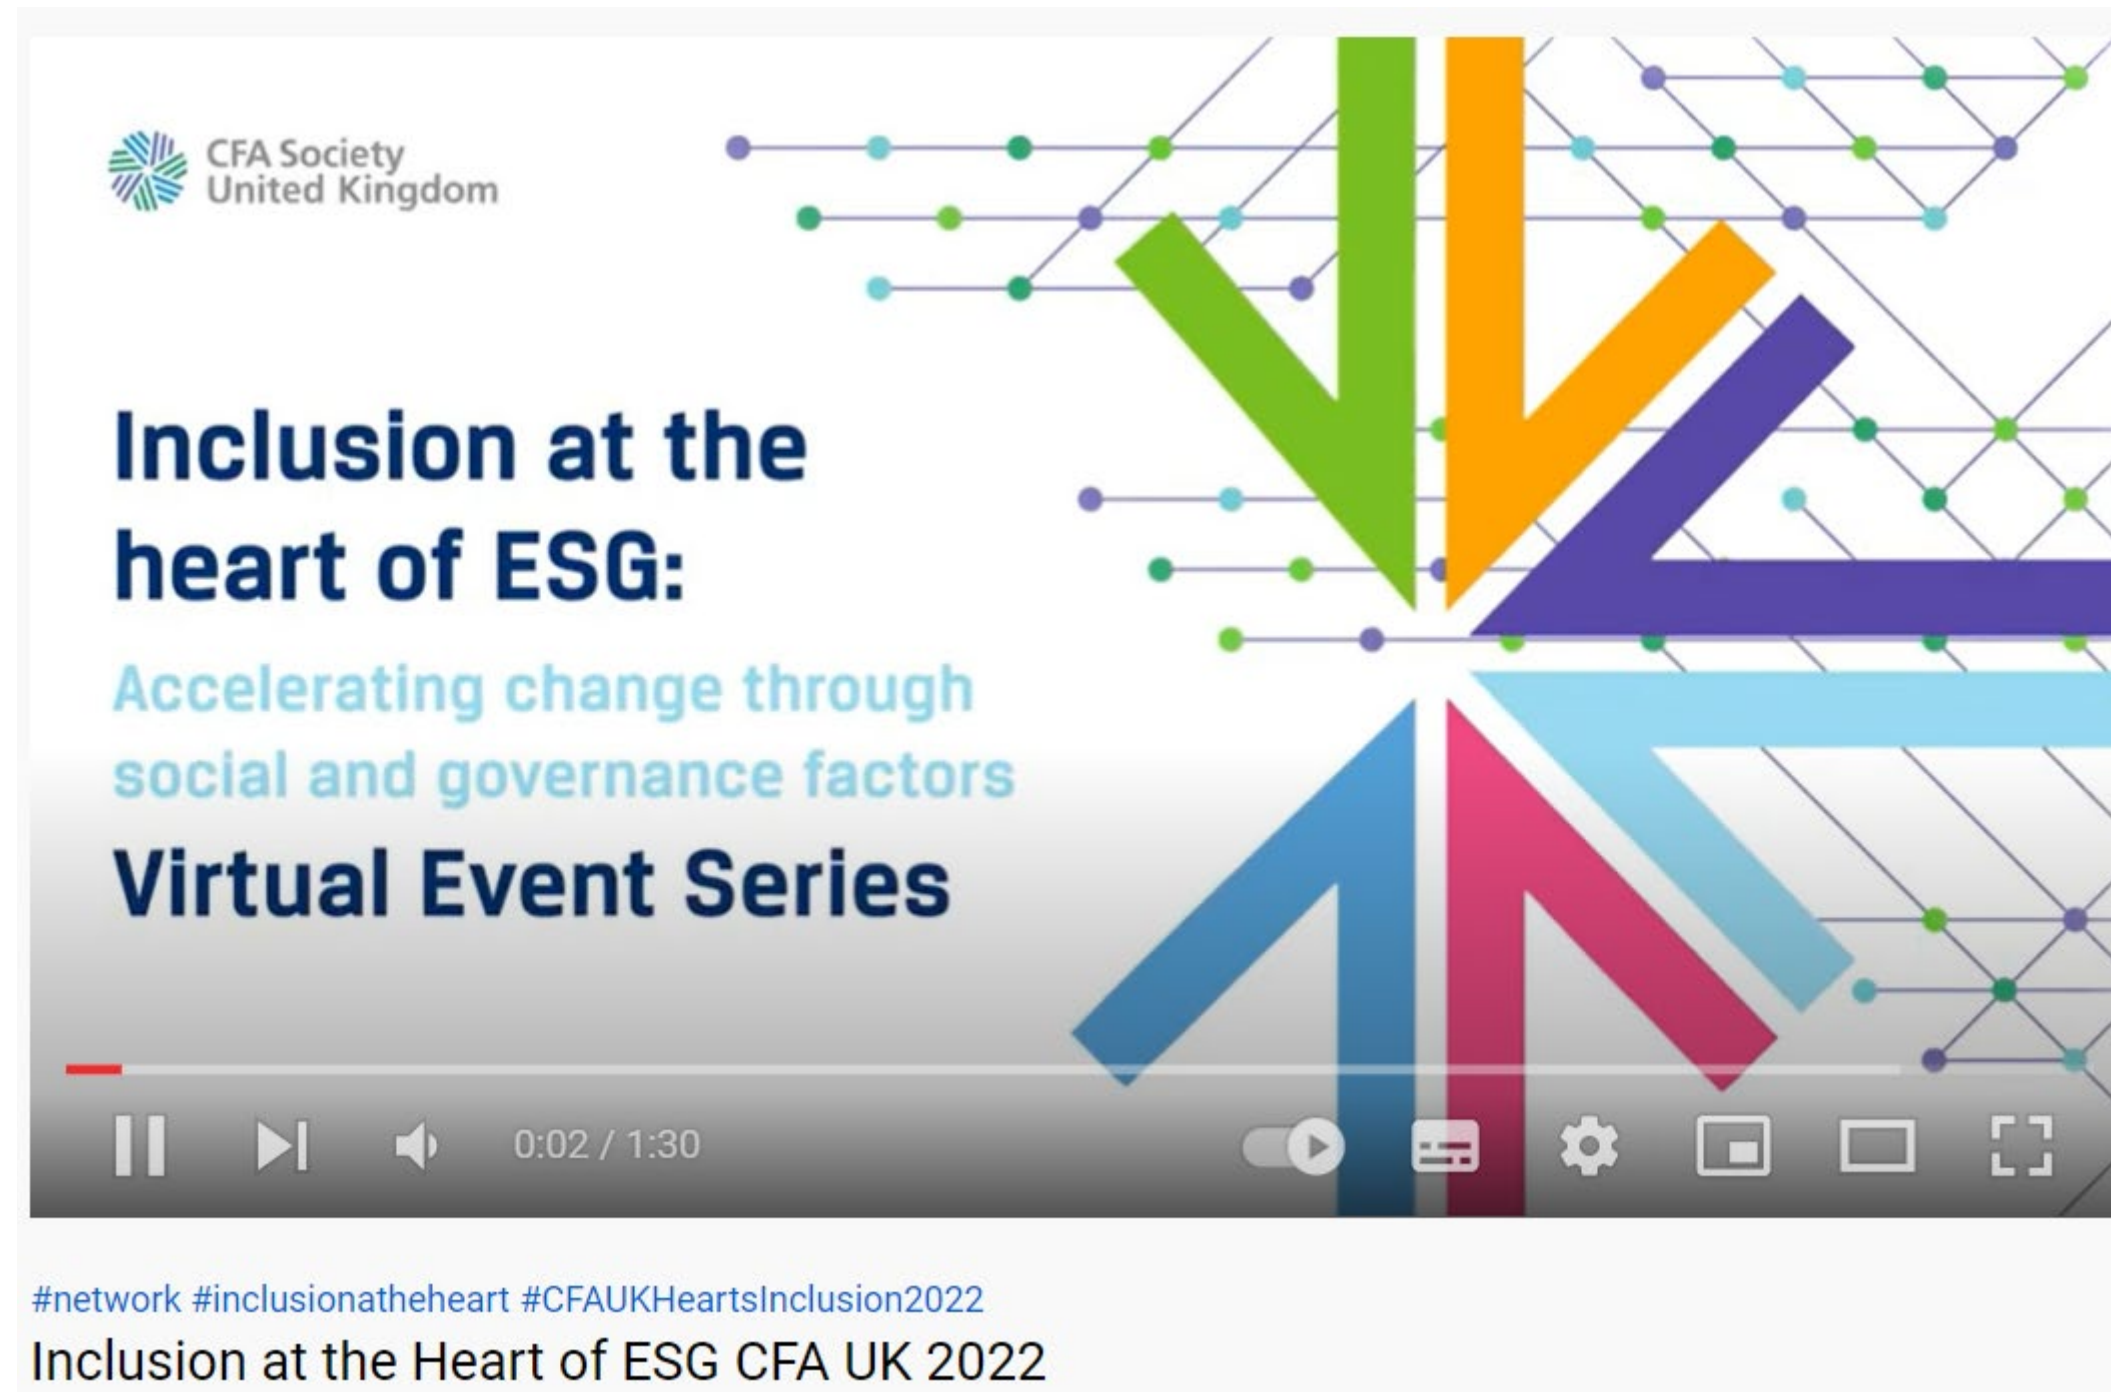 CFA Society
United Kingdom
Inclusion at the
heart of ESG:
Accelerating change through
social and governance factors
Virtual Event Series
0:02 / 1:30
#network #inclusionatheheart #CFAUKHeartsInclusion2022
Inclusion at the Heart of ESG CFA UK 2022